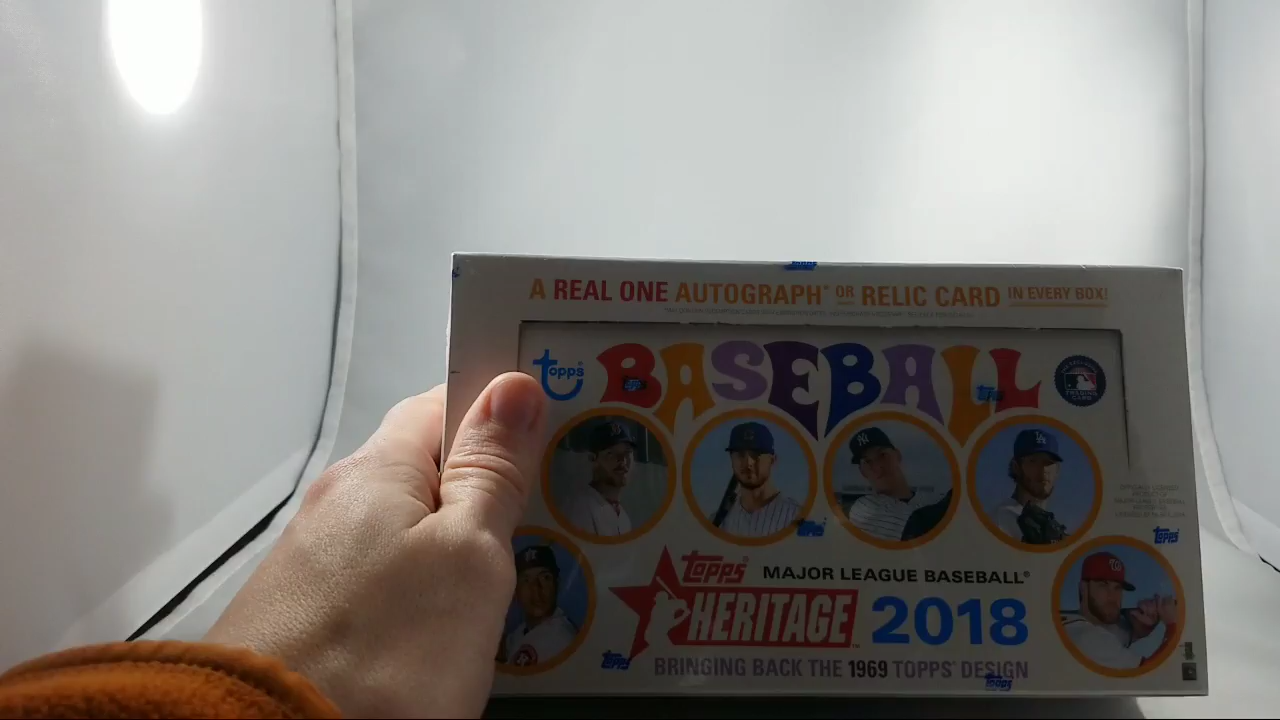 A REAL ONE AUTOGRAPH OR RELIC CARD IN EVERY BOX!
topps BASEBALL
topps HERITAGE MAJOR LEAGUE BASEBALL® 2018
BRINGING BACK THE 1969 TOPPS® DESIGN